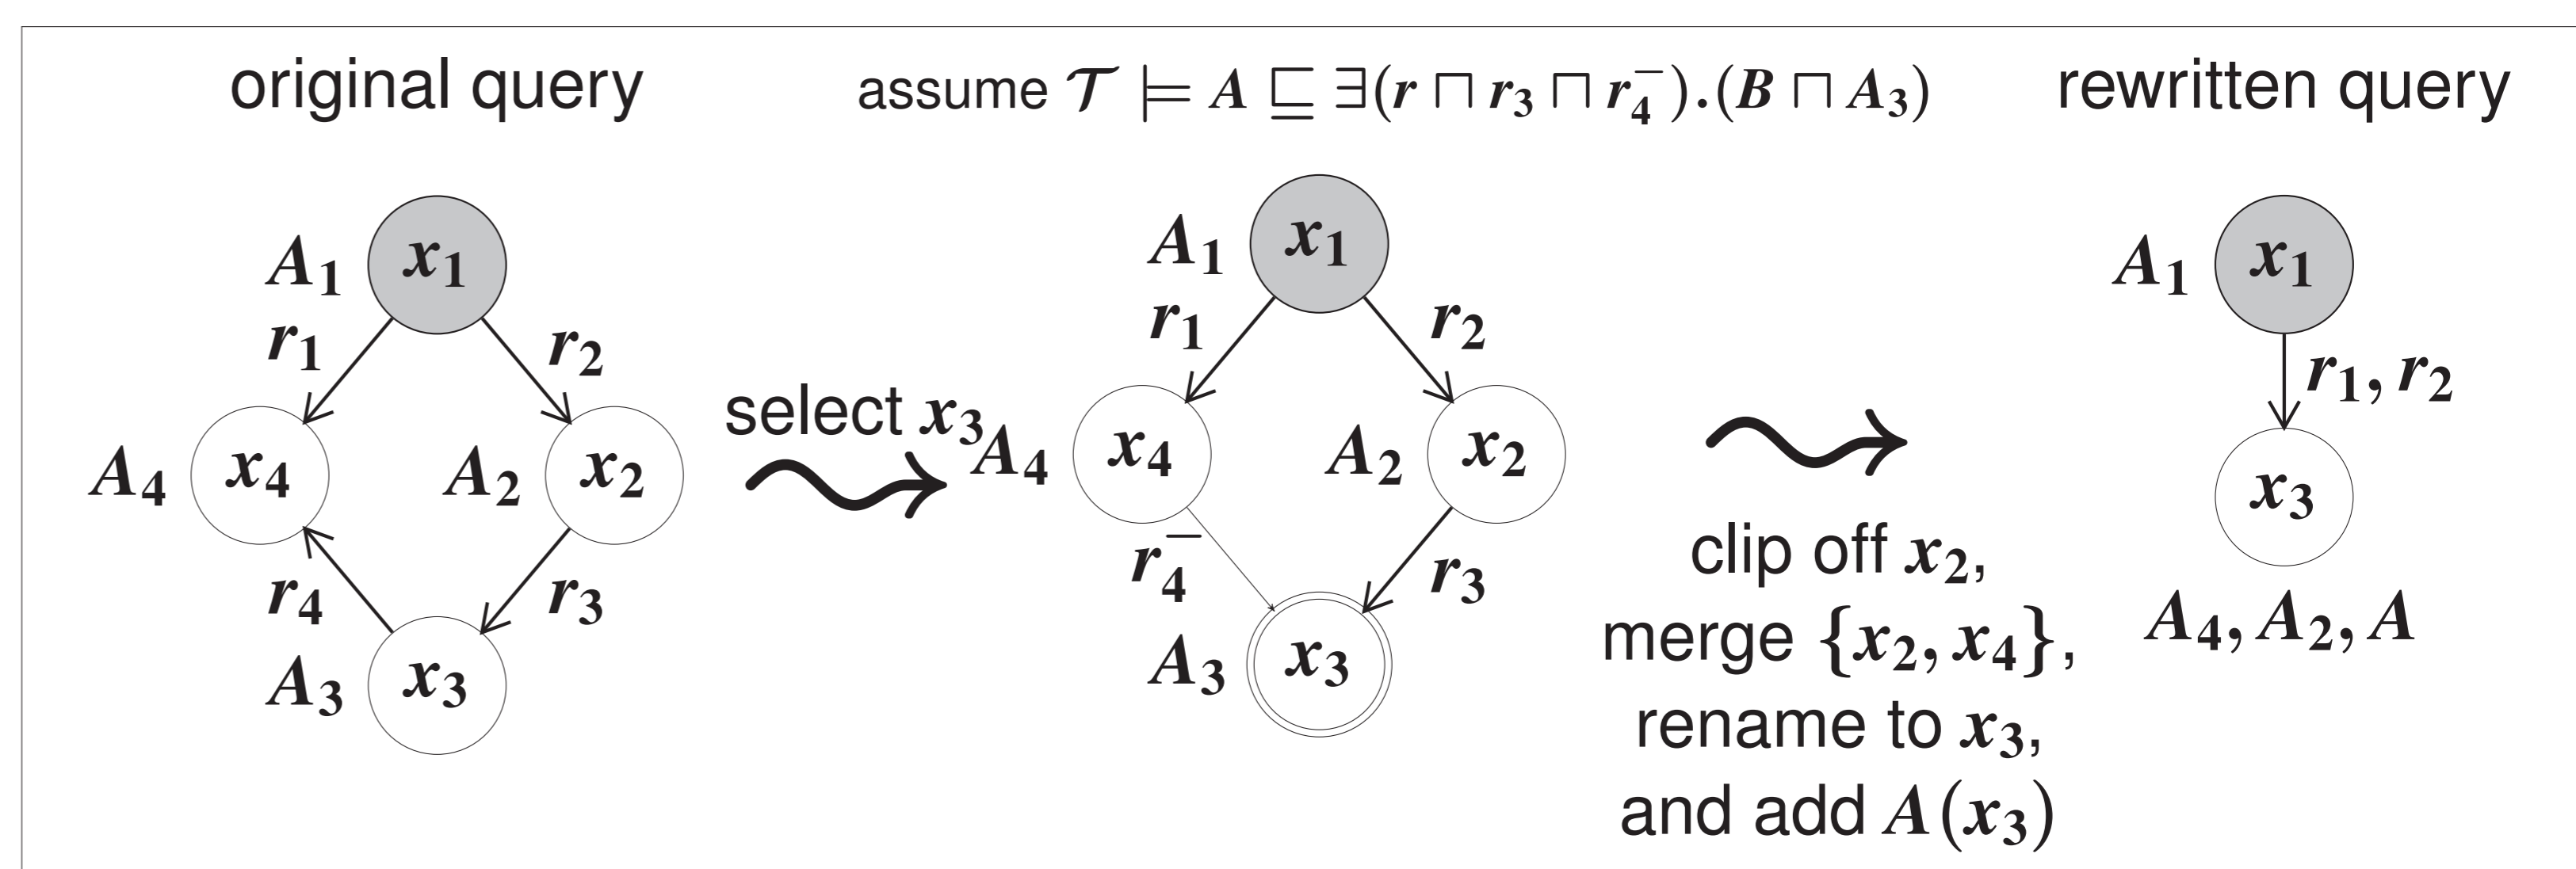 original query
assume 𝒯 ⊨ A ⊑ ∃(r ⊓ r₃ ⊓ r₄⁻).(B ⊓ A₃)
rewritten query
A₁ x₁
r₁ r₂
A₄ x₄ A₂ x₂
r₄ r₃
A₃ x₃
select x₃
A₁ x₁
r₁ r₂
A₄ x₄ A₂ x₂
r₄⁻ r₃
A₃ x₃
clip off x₂,
merge {x₂, x₄},
rename to x₃,
and add A(x₃)
A₁ x₁
r₁, r₂
x₃
A₄, A₂, A